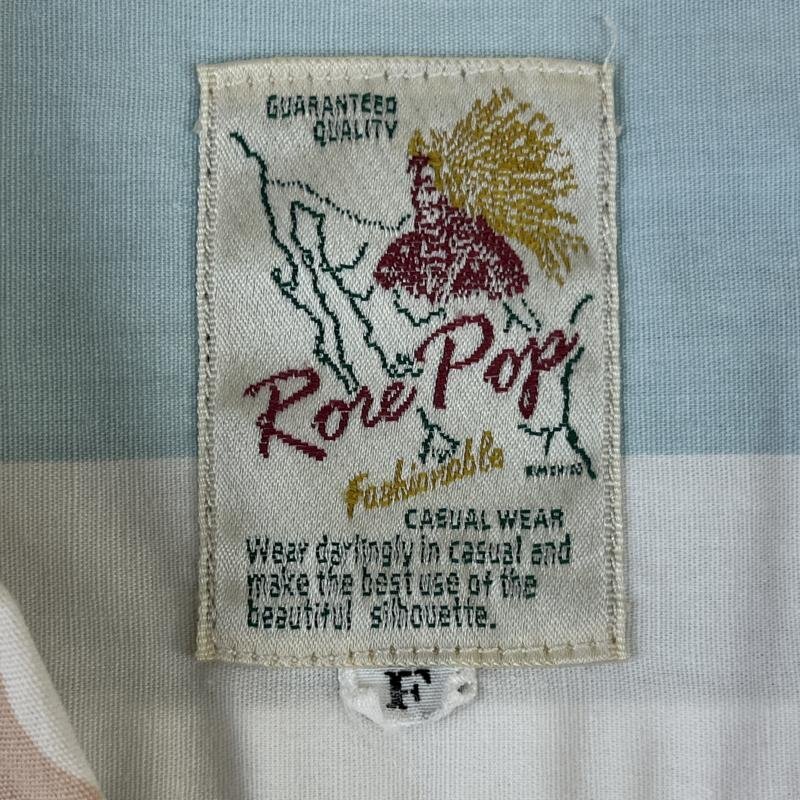 GUARANTEED
QUALITY
Rose Pop
Fashionable
CASUAL WEAR
Wear darlingly in casual and
make the best use of the
beautiful silhouette.
F